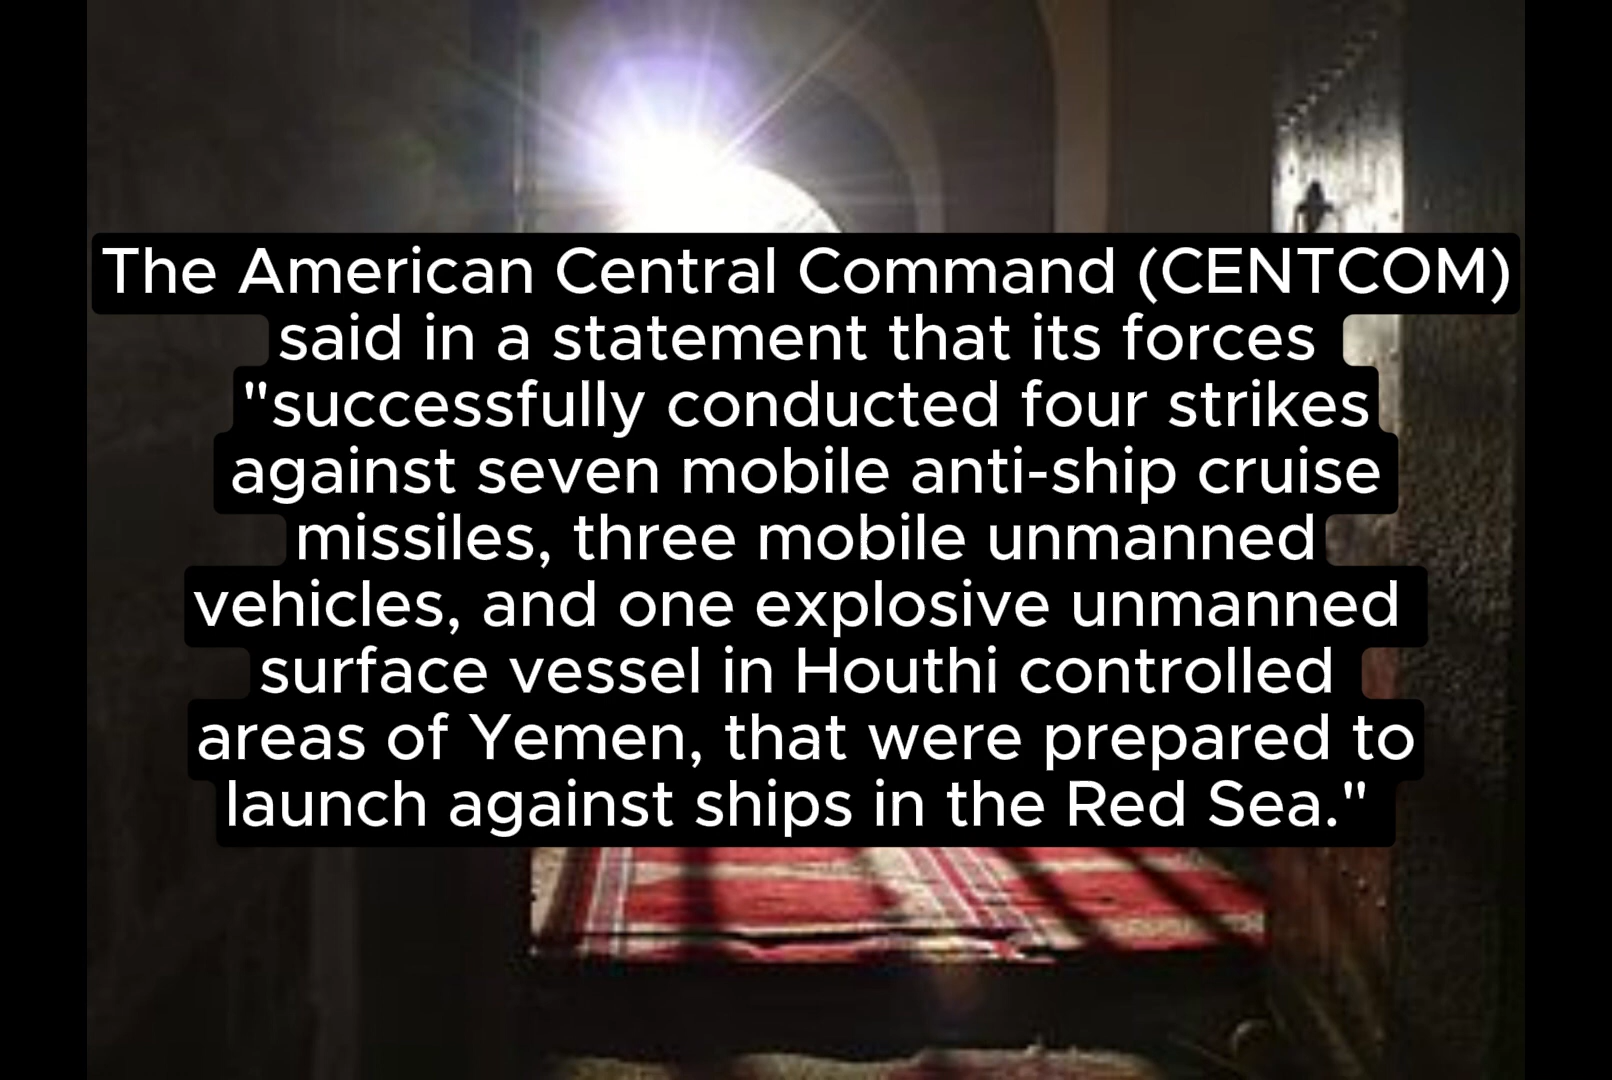 The American Central Command (CENTCOM)
said in a statement that its forces
"successfully conducted four strikes
against seven mobile anti-ship cruise
missiles, three mobile unmanned
vehicles, and one explosive unmanned
surface vessel in Houthi controlled
areas of Yemen, that were prepared to
launch against ships in the Red Sea."